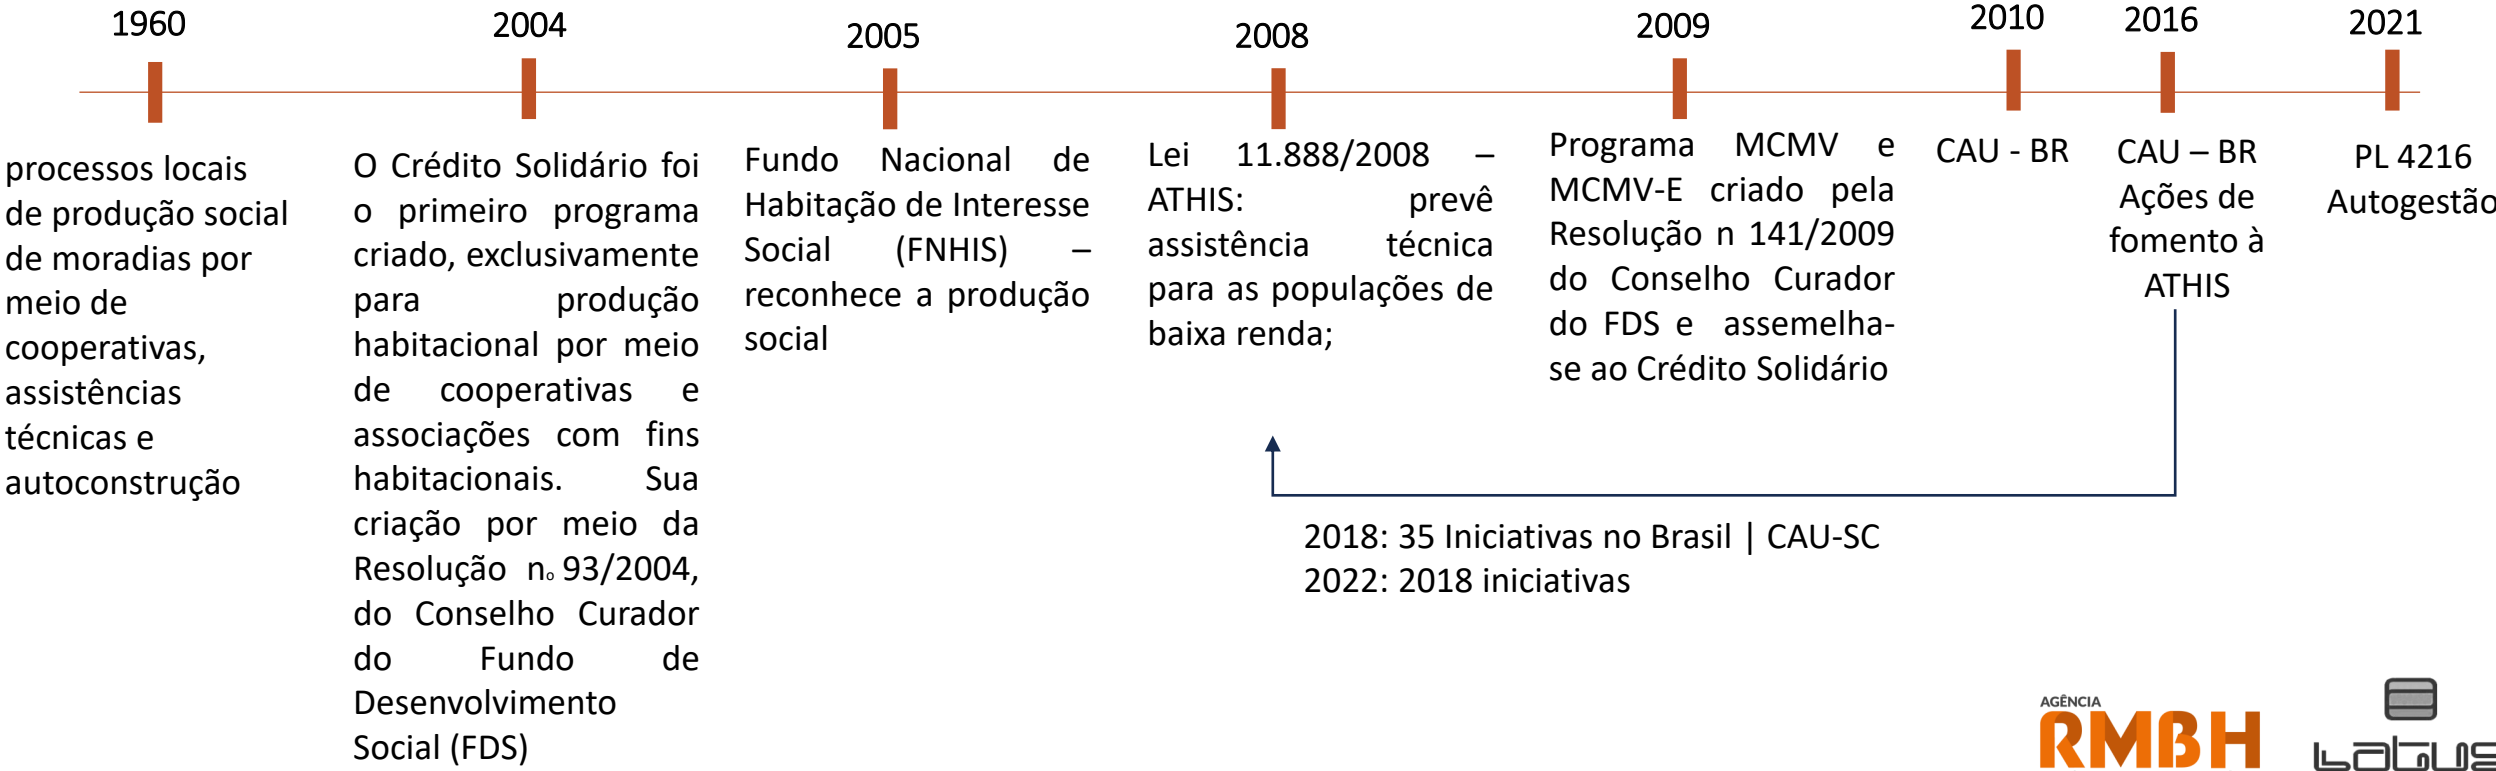 1960
processos locais
de produção social
de moradias por
meio de
cooperativas,
assistências
técnicas e
autoconstrução
2004
O Crédito Solidário foi
o primeiro programa
criado, exclusivamente
para produção
habitacional por meio
de cooperativas e
associações com fins
habitacionais. Sua
criação por meio da
Resolução nₒ 93/2004,
do Conselho Curador
do Fundo de
Desenvolvimento
Social (FDS)
2005
Fundo Nacional de
Habitação de Interesse
Social (FNHIS) –
reconhece a produção
social
2008
Lei 11.888/2008 –
ATHIS: prevê
assistência técnica
para as populações de
baixa renda;
2009
Programa MCMV e
MCMV-E criado pela
Resolução n 141/2009
do Conselho Curador
do FDS e assemelha-
se ao Crédito Solidário
2010
CAU - BR
2016
CAU – BR
Ações de
fomento à
ATHIS
2021
PL 4216
Autogestão
2018: 35 Iniciativas no Brasil | CAU-SC
2022: 2018 iniciativas
AGÊNCIA
RMBH
Latus